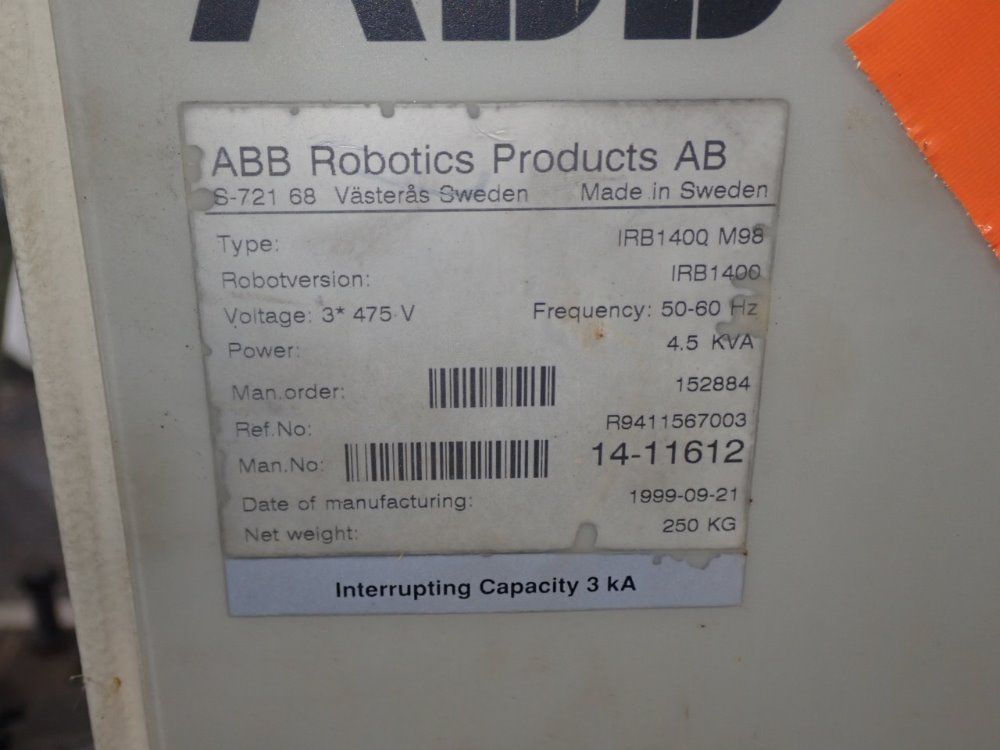 ABB
ABB Robotics Products AB
S-721 68 Västerås Sweden Made in Sweden
Type: IRB1400 M98
Robotversion: IRB1400
Voltage: 3* 475 V Frequency: 50-60 Hz
Power: 4.5 KVA
Man.order: 152884
Ref.No: R9411567003
Man.No: 14-11612
Date of manufacturing: 1999-09-21
Net weight: 250 KG
Interrupting Capacity 3 kA